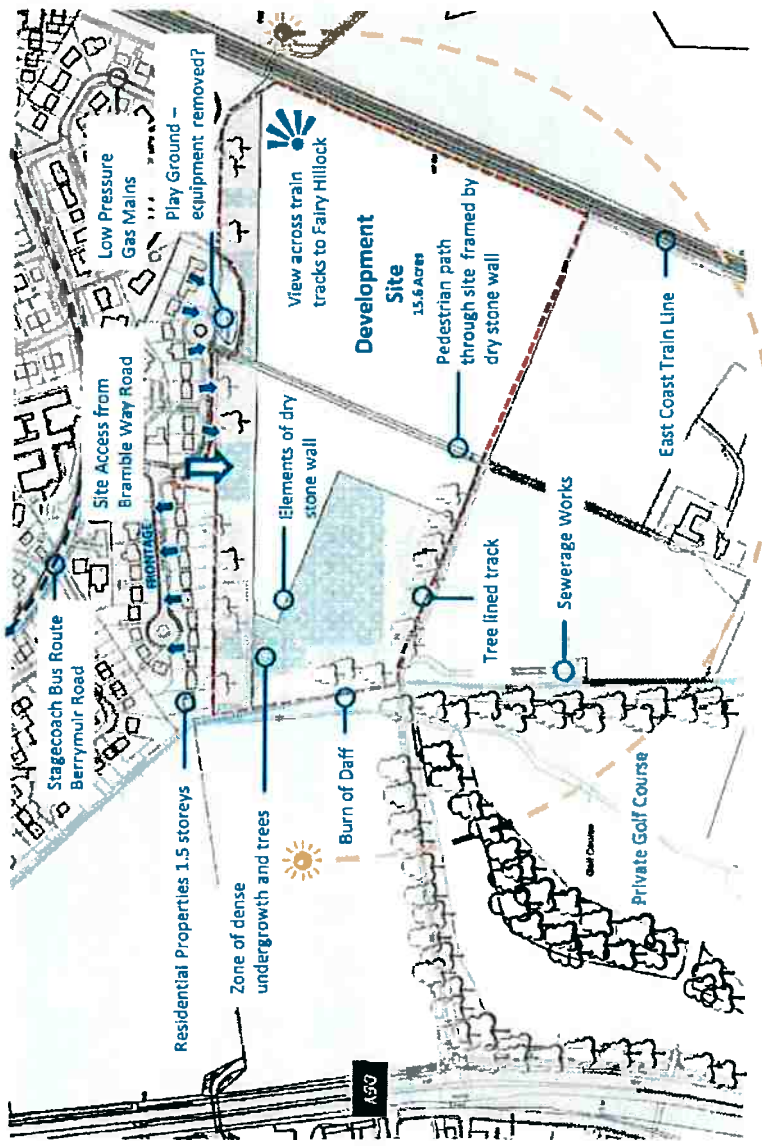 Stagecoach Bus Route
Berrymuir Road
Site Access from
Bramble Way Road
Low Pressure
Gas Mains
Play Ground –
equipment removed?
FRONTAGE
Residential Properties 1.5 storeys
Zone of dense
undergrowth and trees
Elements of dry
stone wall
View across train
tracks to Fairy Hillock
Development
Site
15.6 Acres
Pedestrian path
through site framed by
dry stone wall
Burn of Daff
Tree lined track
Sewerage Works
East Coast Train Line
Private Golf Course
Golf Course
A90